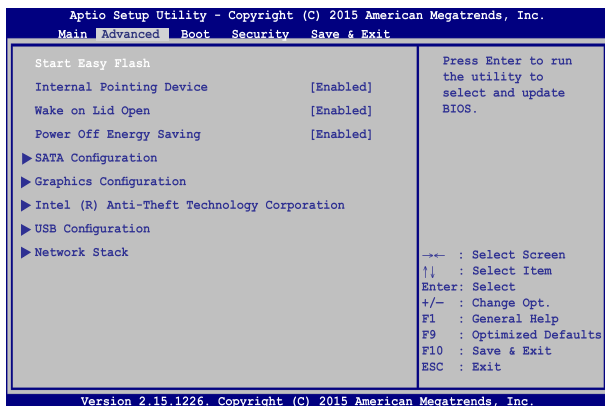 Aptio Setup Utility - Copyright (C) 2015 American Megatrends, Inc.
Main Advanced Boot Security Save & Exit
Start Easy Flash
Internal Pointing Device [Enabled]
Wake on Lid Open [Enabled]
Power Off Energy Saving [Enabled]
SATA Configuration
Graphics Configuration
Intel (R) Anti-Theft Technology Corporation
USB Configuration
Network Stack
Press Enter to run
the utility to
select and update
BIOS.
→← : Select Screen
↑↓ : Select Item
Enter: Select
+/— : Change Opt.
F1 : General Help
F9 : Optimized Defaults
F10 : Save & Exit
ESC : Exit
Version 2.15.1226. Copyright (C) 2015 American Megatrends, Inc.